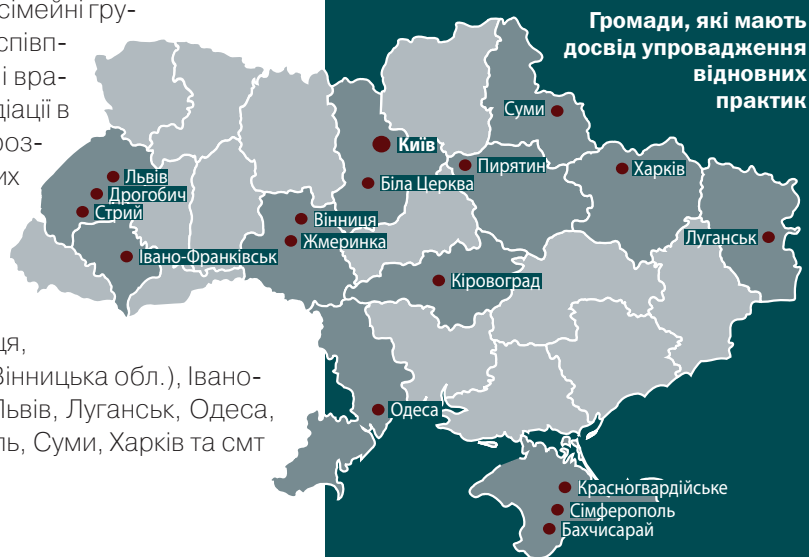 сімейні гру-
співп-
і вра-
діації в
роз-
их
ця,
Вінницька обл.), Івано-
Львів, Луганськ, Одеса,
ль, Суми, Харків та смт
Громади, які мають
досвід упровадження
відновних
практик
Суми
Київ
Пирятин
Харків
Львів
Дрогобич
Стрий
Біла Церква
Вінниця
Жмеринка
Луганськ
Івано-Франківськ
Кіровоград
Одеса
Красногвардійське
Сімферополь
Бахчисарай